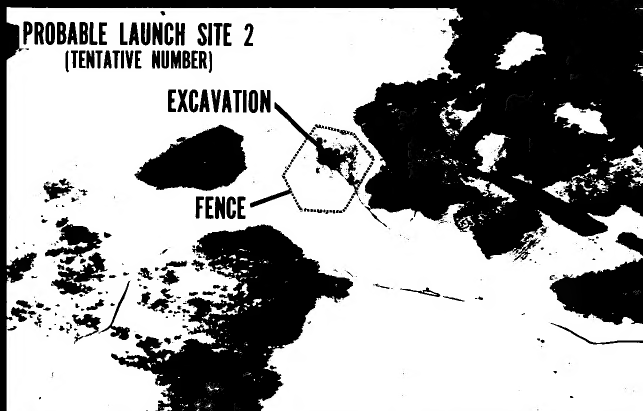 PROBABLE LAUNCH SITE 2
(TENTATIVE NUMBER)
EXCAVATION
FENCE